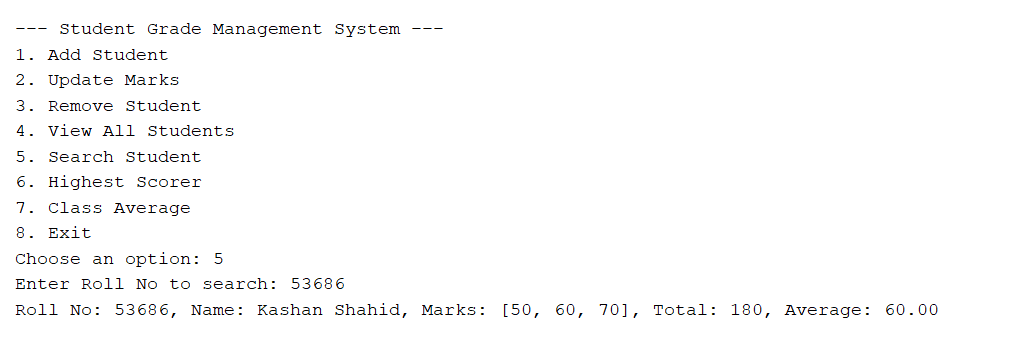 --- Student Grade Management System ---
1. Add Student
2. Update Marks
3. Remove Student
4. View All Students
5. Search Student
6. Highest Scorer
7. Class Average
8. Exit
Choose an option: 5
Enter Roll No to search: 53686
Roll No: 53686, Name: Kashan Shahid, Marks: [50, 60, 70], Total: 180, Average: 60.00